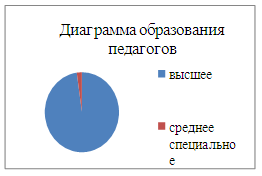 Диаграмма образования
педагогов
высшее
среднее
специально
е